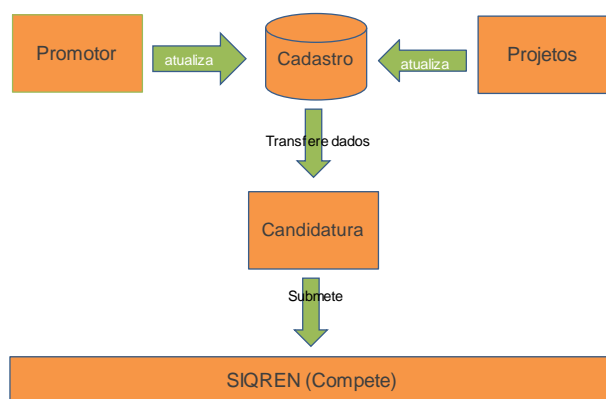 Promotor
atualiza
Cadastro
atualiza
Projetos
Transfere dados
Candidatura
Submete
SIQREN (Compete)